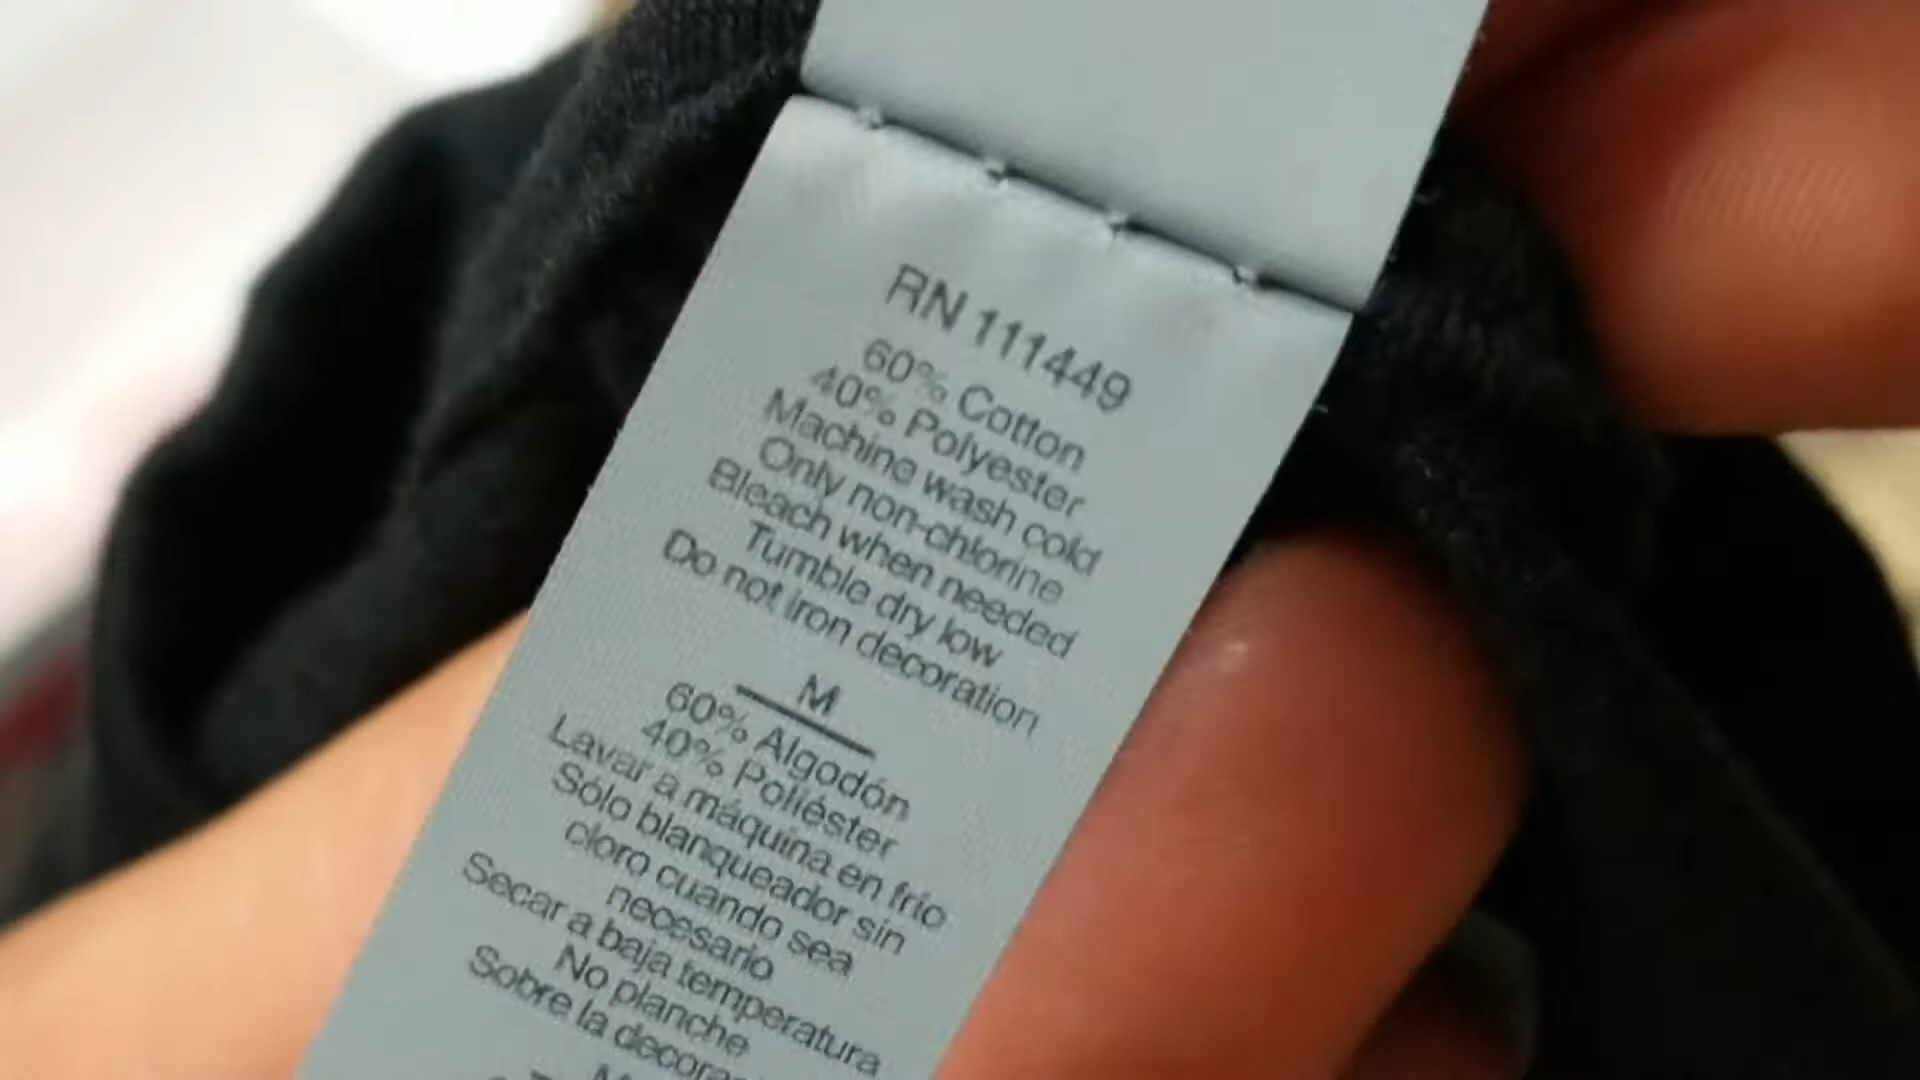 RN 111449
60% Cotton
40% Polyester
Machine wash cold
Only non-chlorine
Bleach when needed
Tumble dry low
Do not iron decoration
M
60% Algodón
40% Poliéster
Lavar a máquina en frío
Sólo blanqueador sin
cloro cuando sea
necesario
Secar a baja temperatura
No planche
Sobre la